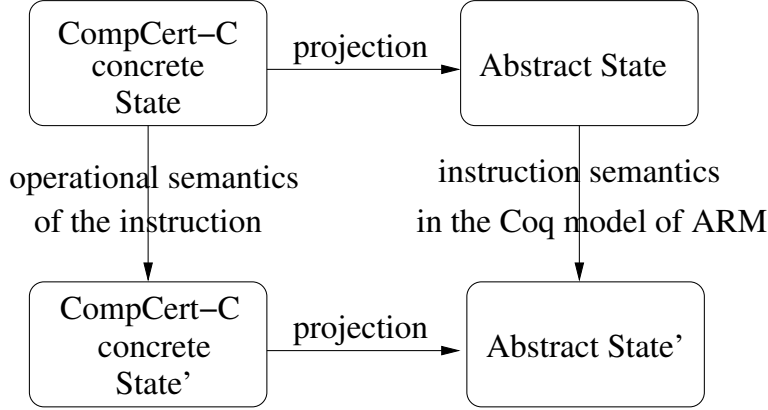 CompCert–C
concrete
State
projection
Abstract State
operational semantics
of the instruction
instruction semantics
in the Coq model of ARM
CompCert–C
concrete
State'
projection
Abstract State'